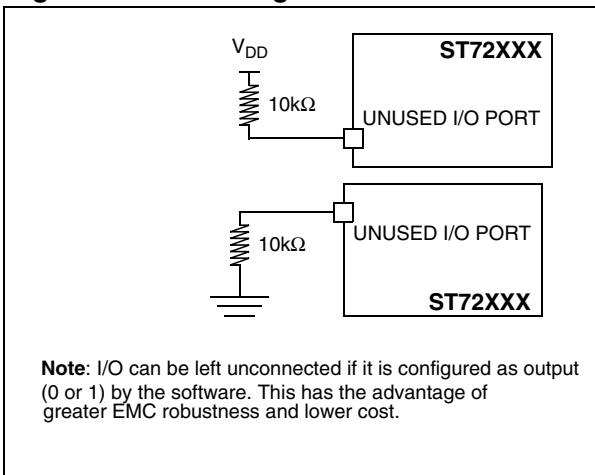 V_DD
ST72XXX
10kΩ
UNUSED I/O PORT
UNUSED I/O PORT
10kΩ
ST72XXX
Note: I/O can be left unconnected if it is configured as output
(0 or 1) by the software. This has the advantage of
greater EMC robustness and lower cost.